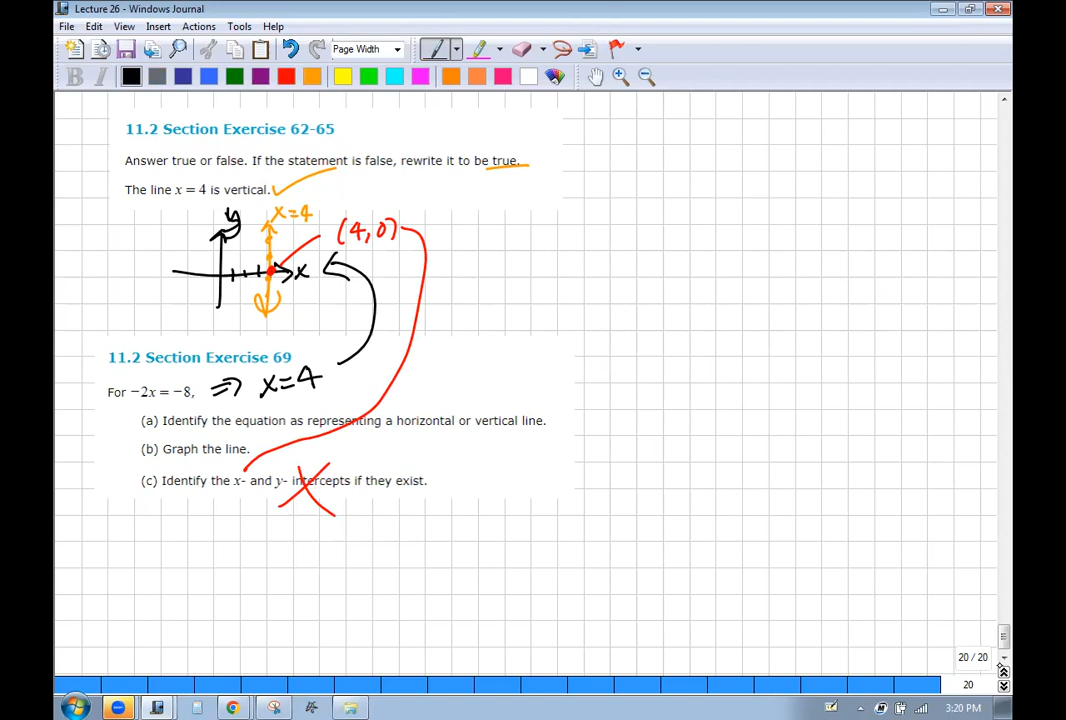 Lecture 26 - Windows Journal
File Edit View Insert Actions Tools Help
Page Width
B I
11.2 Section Exercise 62-65
Answer true or false. If the statement is false, rewrite it to be true.
The line x = 4 is vertical.
y
x=4
(4,0)
x
11.2 Section Exercise 69
For −2x = −8, ⇒ x=4
(a) Identify the equation as representing a horizontal or vertical line.
(b) Graph the line.
(c) Identify the x- and y- intercepts if they exist.
20 / 20
20
3:20 PM